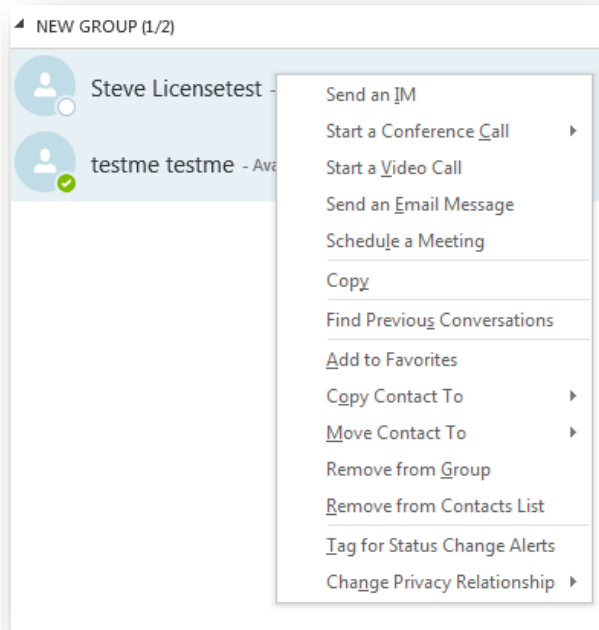 NEW GROUP (1/2)
Steve Licensetest -
Send an IM
Start a Conference Call
testme testme -
Start a Video Call
Send an Email Message
Schedule a Meeting
Copy
Find Previous Conversations
Add to Favorites
Copy Contact To
Move Contact To
Remove from Group
Remove from Contacts List
Tag for Status Change Alerts
Change Privacy Relationship